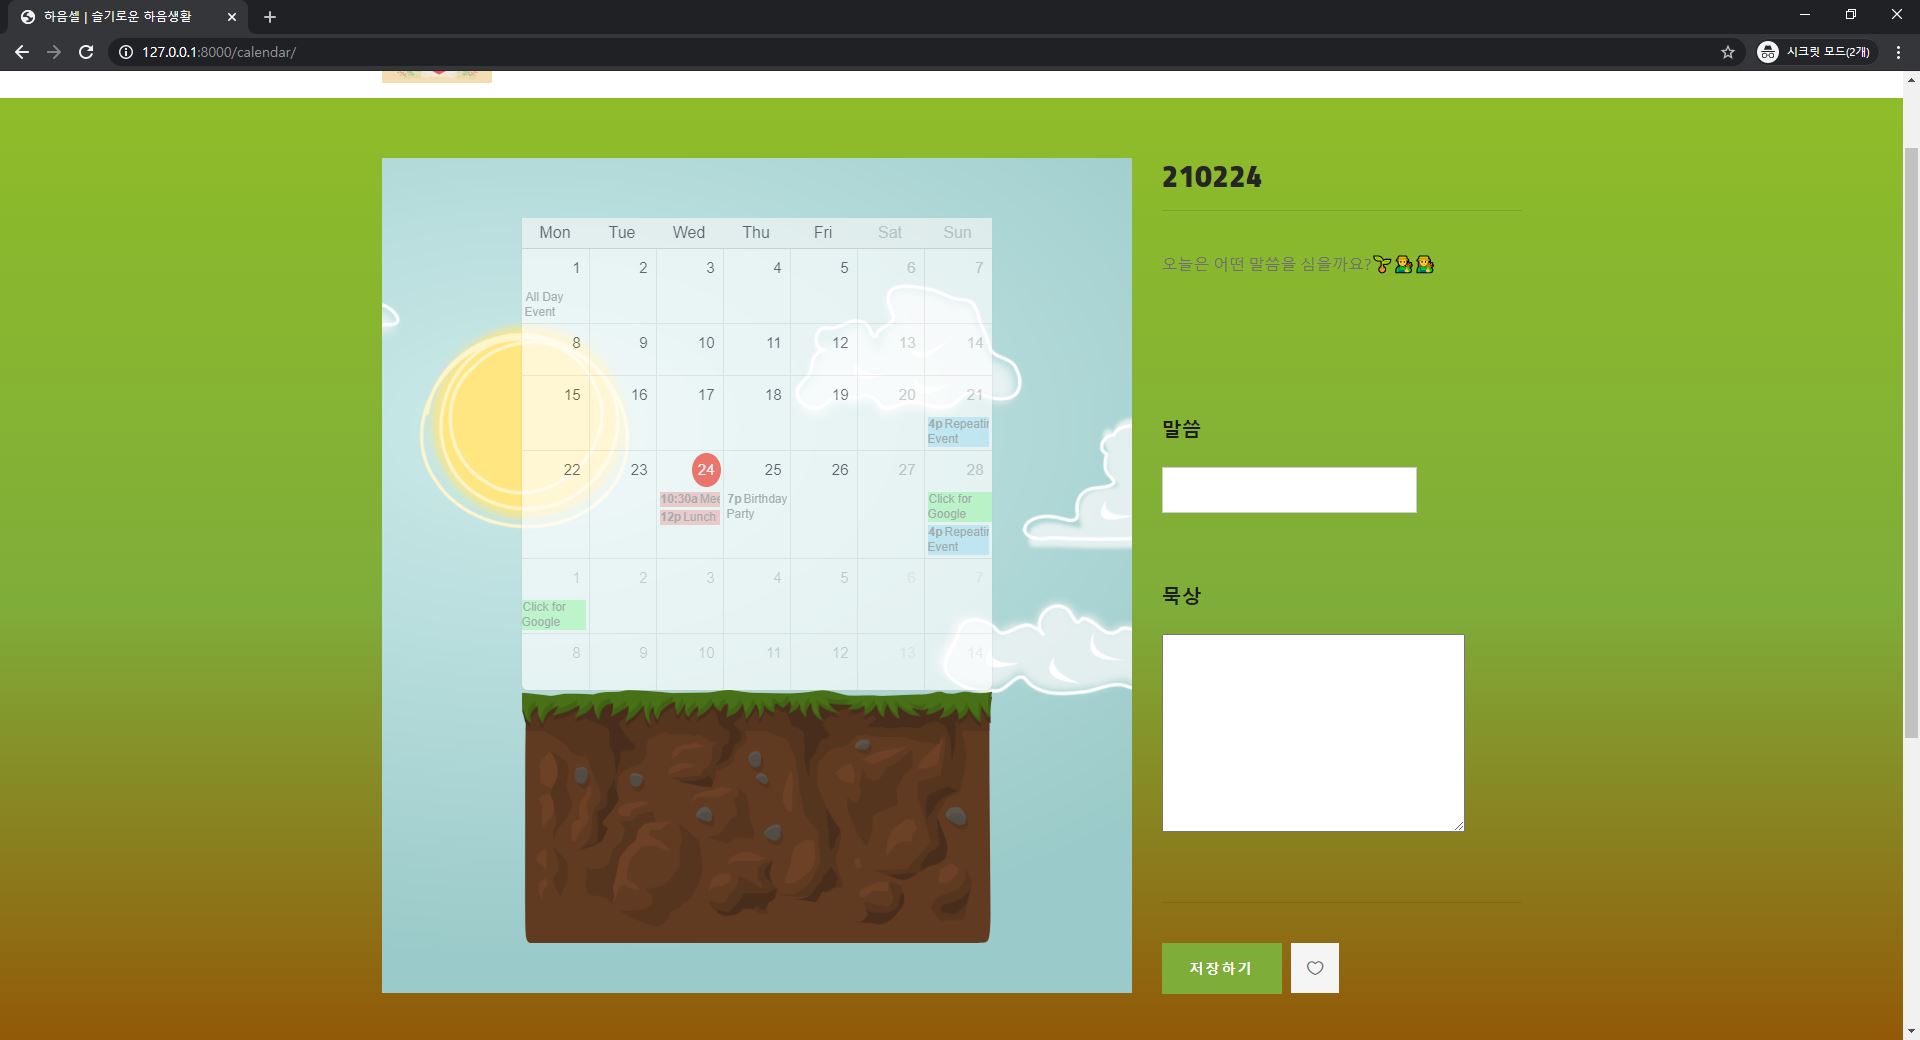 하음셀 | 슬기로운 하음생활
127.0.0.1:8000/calendar/
시크릿 모드(2개)
Mon Tue Wed Thu Fri Sat Sun
1 2 3 4 5 6 7
All Day
Event
8 9 10 11 12 13 14
15 16 17 18 19 20 21
4p Repeatin
Event
22 23 24 25 26 27 28
10:30a Mee
12p Lunch
7p Birthday
Party
Click for
Google
4p Repeatin
Event
1 2 3 4 5 6 7
Click for
Google
8 9 10 11 12 13 14
210224
오늘은 어떤 말씀을 심을까요?
말씀
묵상
저장하기